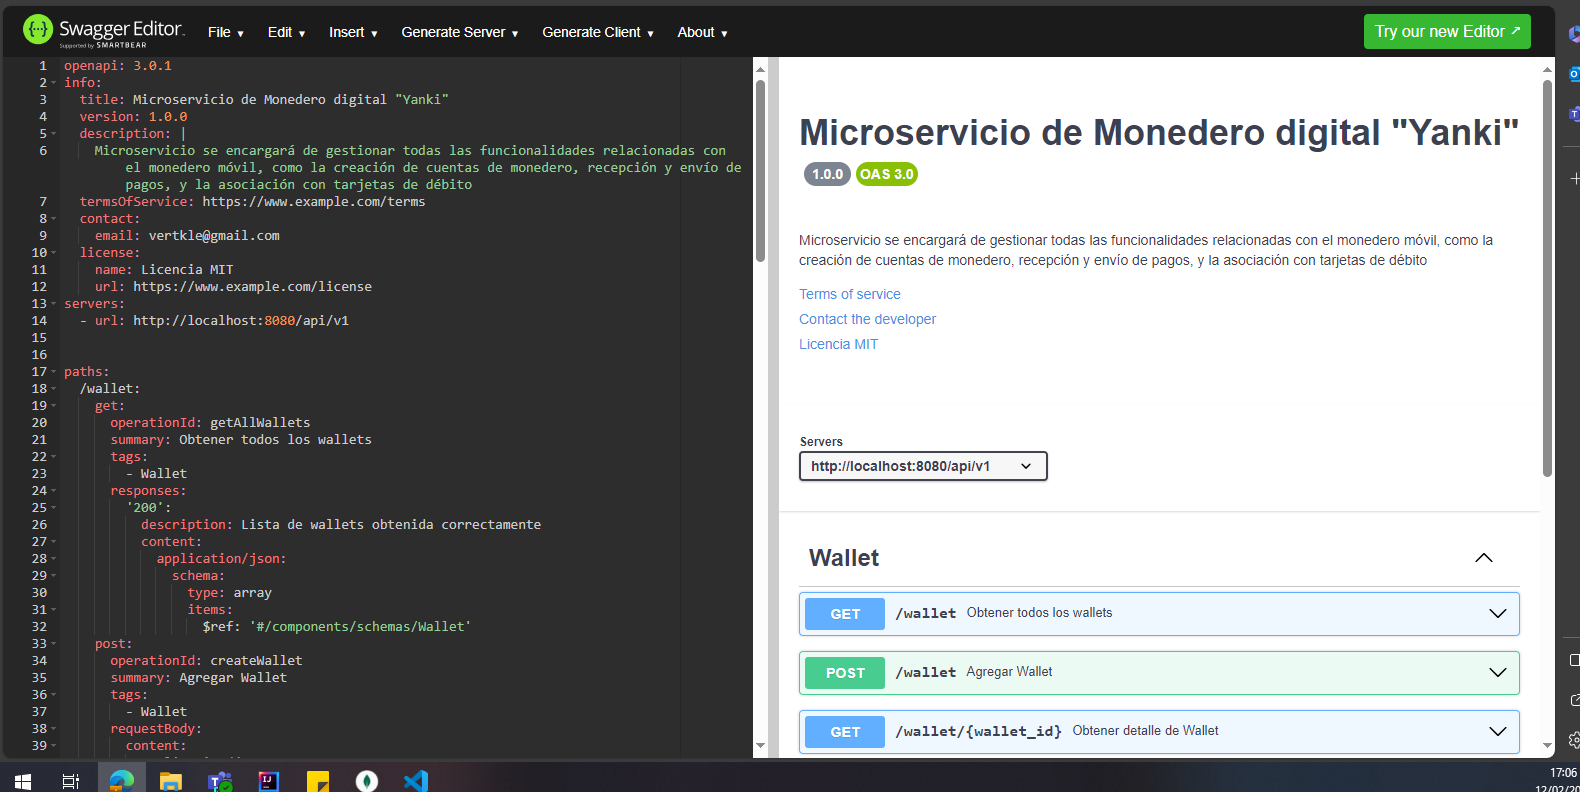 Swagger Editor
Supported by SMARTBEAR
File
Edit
Insert
Generate Server
Generate Client
About
Try our new Editor
1 openapi: 3.0.1
2 info:
3 title: Microservicio de Monedero digital "Yanki"
4 version: 1.0.0
5 description: |
6 Microservicio se encargará de gestionar todas las funcionalidades relacionadas con
el monedero móvil, como la creación de cuentas de monedero, recepción y envío de
pagos, y la asociación con tarjetas de débito
7 termsOfService: https://www.example.com/terms
8 contact:
9 email: vertkle@gmail.com
10 license:
11 name: Licencia MIT
12 url: https://www.example.com/license
13 servers:
14 - url: http://localhost:8080/api/v1
15
16
17 paths:
18 /wallet:
19 get:
20 operationId: getAllWallets
21 summary: Obtener todos los wallets
22 tags:
23 - Wallet
24 responses:
25 '200':
26 description: Lista de wallets obtenida correctamente
27 content:
28 application/json:
29 schema:
30 type: array
31 items:
32 $ref: '#/components/schemas/Wallet'
33 post:
34 operationId: createWallet
35 summary: Agregar Wallet
36 tags:
37 - Wallet
38 requestBody:
39 content:
Microservicio de Monedero digital "Yanki"
1.0.0 OAS 3.0
Microservicio se encargará de gestionar todas las funcionalidades relacionadas con el monedero móvil, como la
creación de cuentas de monedero, recepción y envío de pagos, y la asociación con tarjetas de débito
Terms of service
Contact the developer
Licencia MIT
Servers
http://localhost:8080/api/v1
Wallet
GET /wallet Obtener todos los wallets
POST /wallet Agregar Wallet
GET /wallet/{wallet_id} Obtener detalle de Wallet
17:06
12/02/20